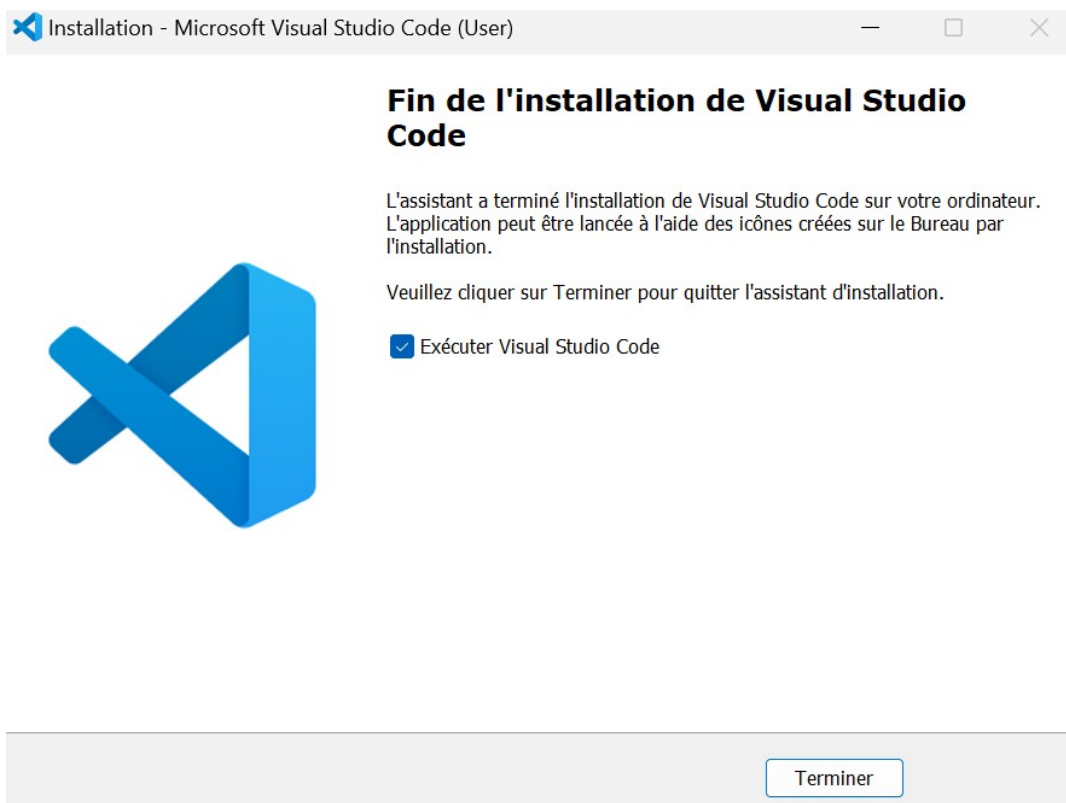 Installation - Microsoft Visual Studio Code (User)
Fin de l'installation de Visual Studio
Code
L'assistant a terminé l'installation de Visual Studio Code sur votre ordinateur.
L'application peut être lancée à l'aide des icônes créées sur le Bureau par
l'installation.
Veuillez cliquer sur Terminer pour quitter l'assistant d'installation.
Exécuter Visual Studio Code
Terminer